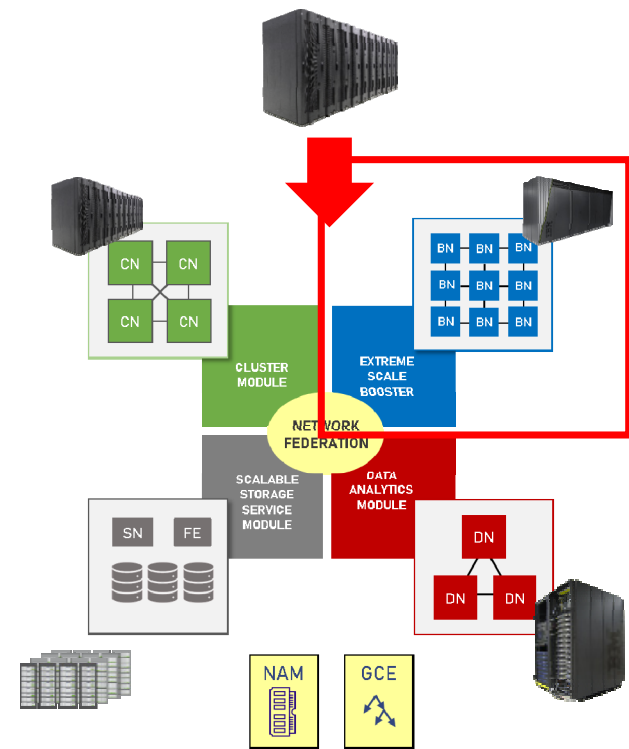 CN CN
CN CN
BN BN BN
BN BN BN
BN BN BN
CLUSTER
MODULE
EXTREME
SCALE
BOOSTER
NETWORK
FEDERATION
SCALABLE
STORAGE
SERVICE
MODULE
DATA
ANALYTICS
MODULE
SN FE
DN
DN DN
NAM
GCE